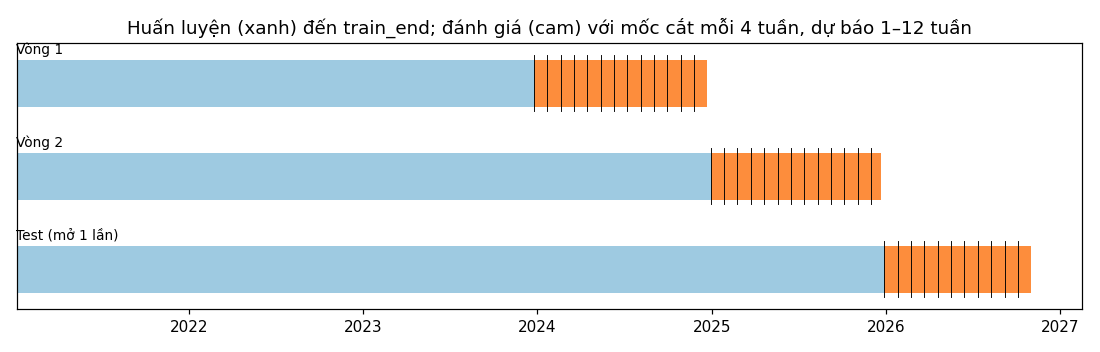 Huấn luyện (xanh) đến train_end; đánh giá (cam) với mốc cắt mỗi 4 tuần, dự báo 1–12 tuần
Vòng 1
Vòng 2
Test (mở 1 lần)
2022 2023 2024 2025 2026 2027